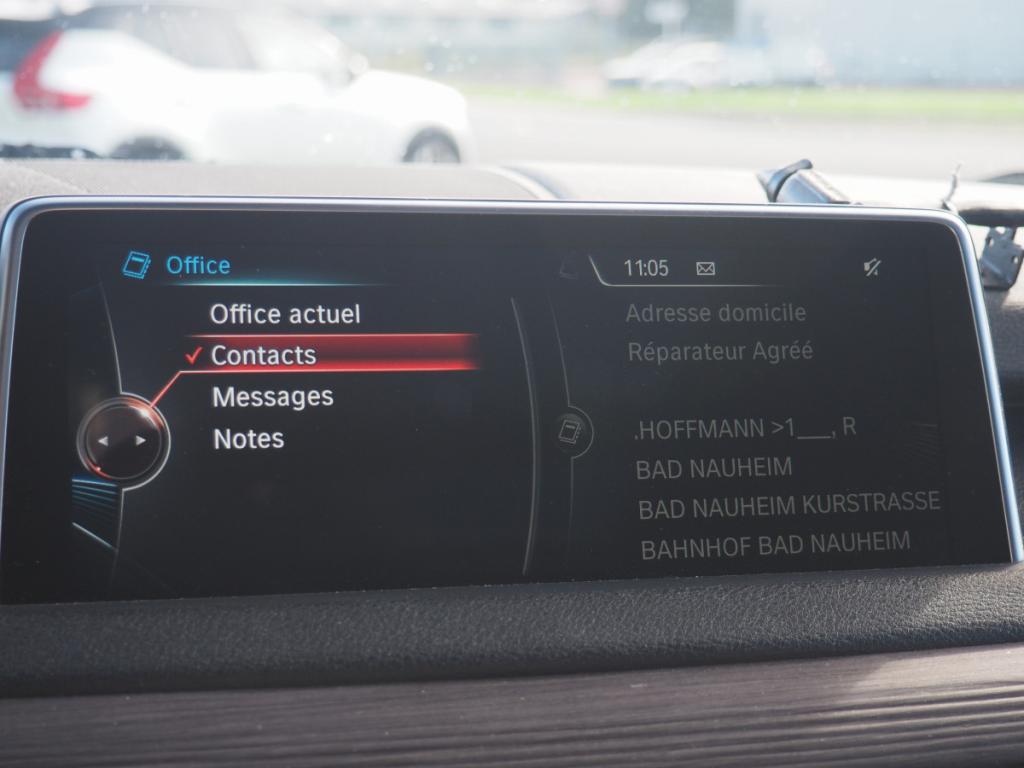 Office
Office actuel
Contacts
Messages
Notes
11:05
Adresse domicile
Réparateur Agréé
.HOFFMANN >1___, R
BAD NAUHEIM
BAD NAUHEIM KURSTRASSE
BAHNHOF BAD NAUHEIM